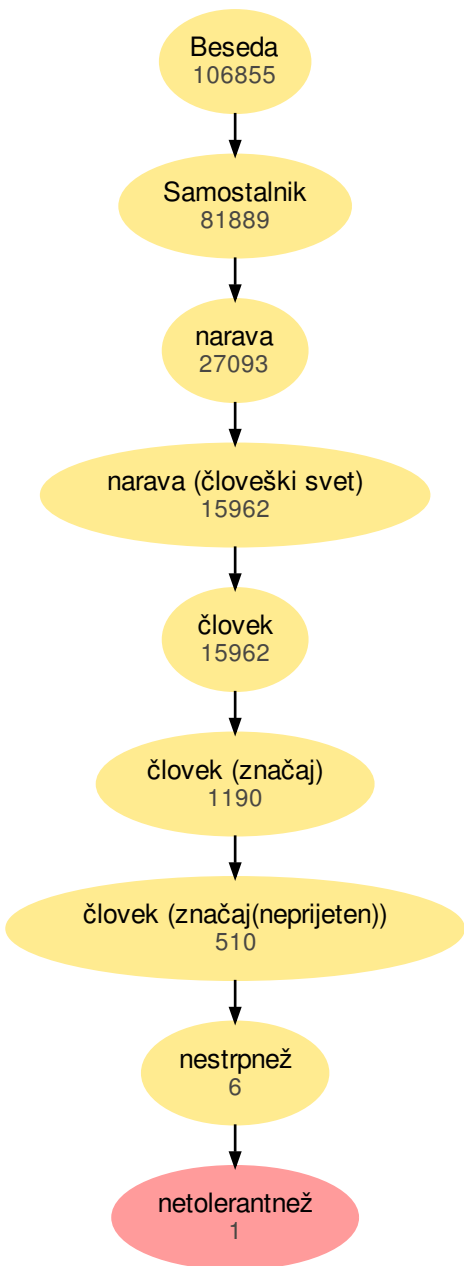 Beseda
106855
Samostalnik
81889
narava
27093
narava (človeški svet)
15962
človek
15962
človek (značaj)
1190
človek (značaj(neprijeten))
510
nestrpnež
6
netolerantnež
1